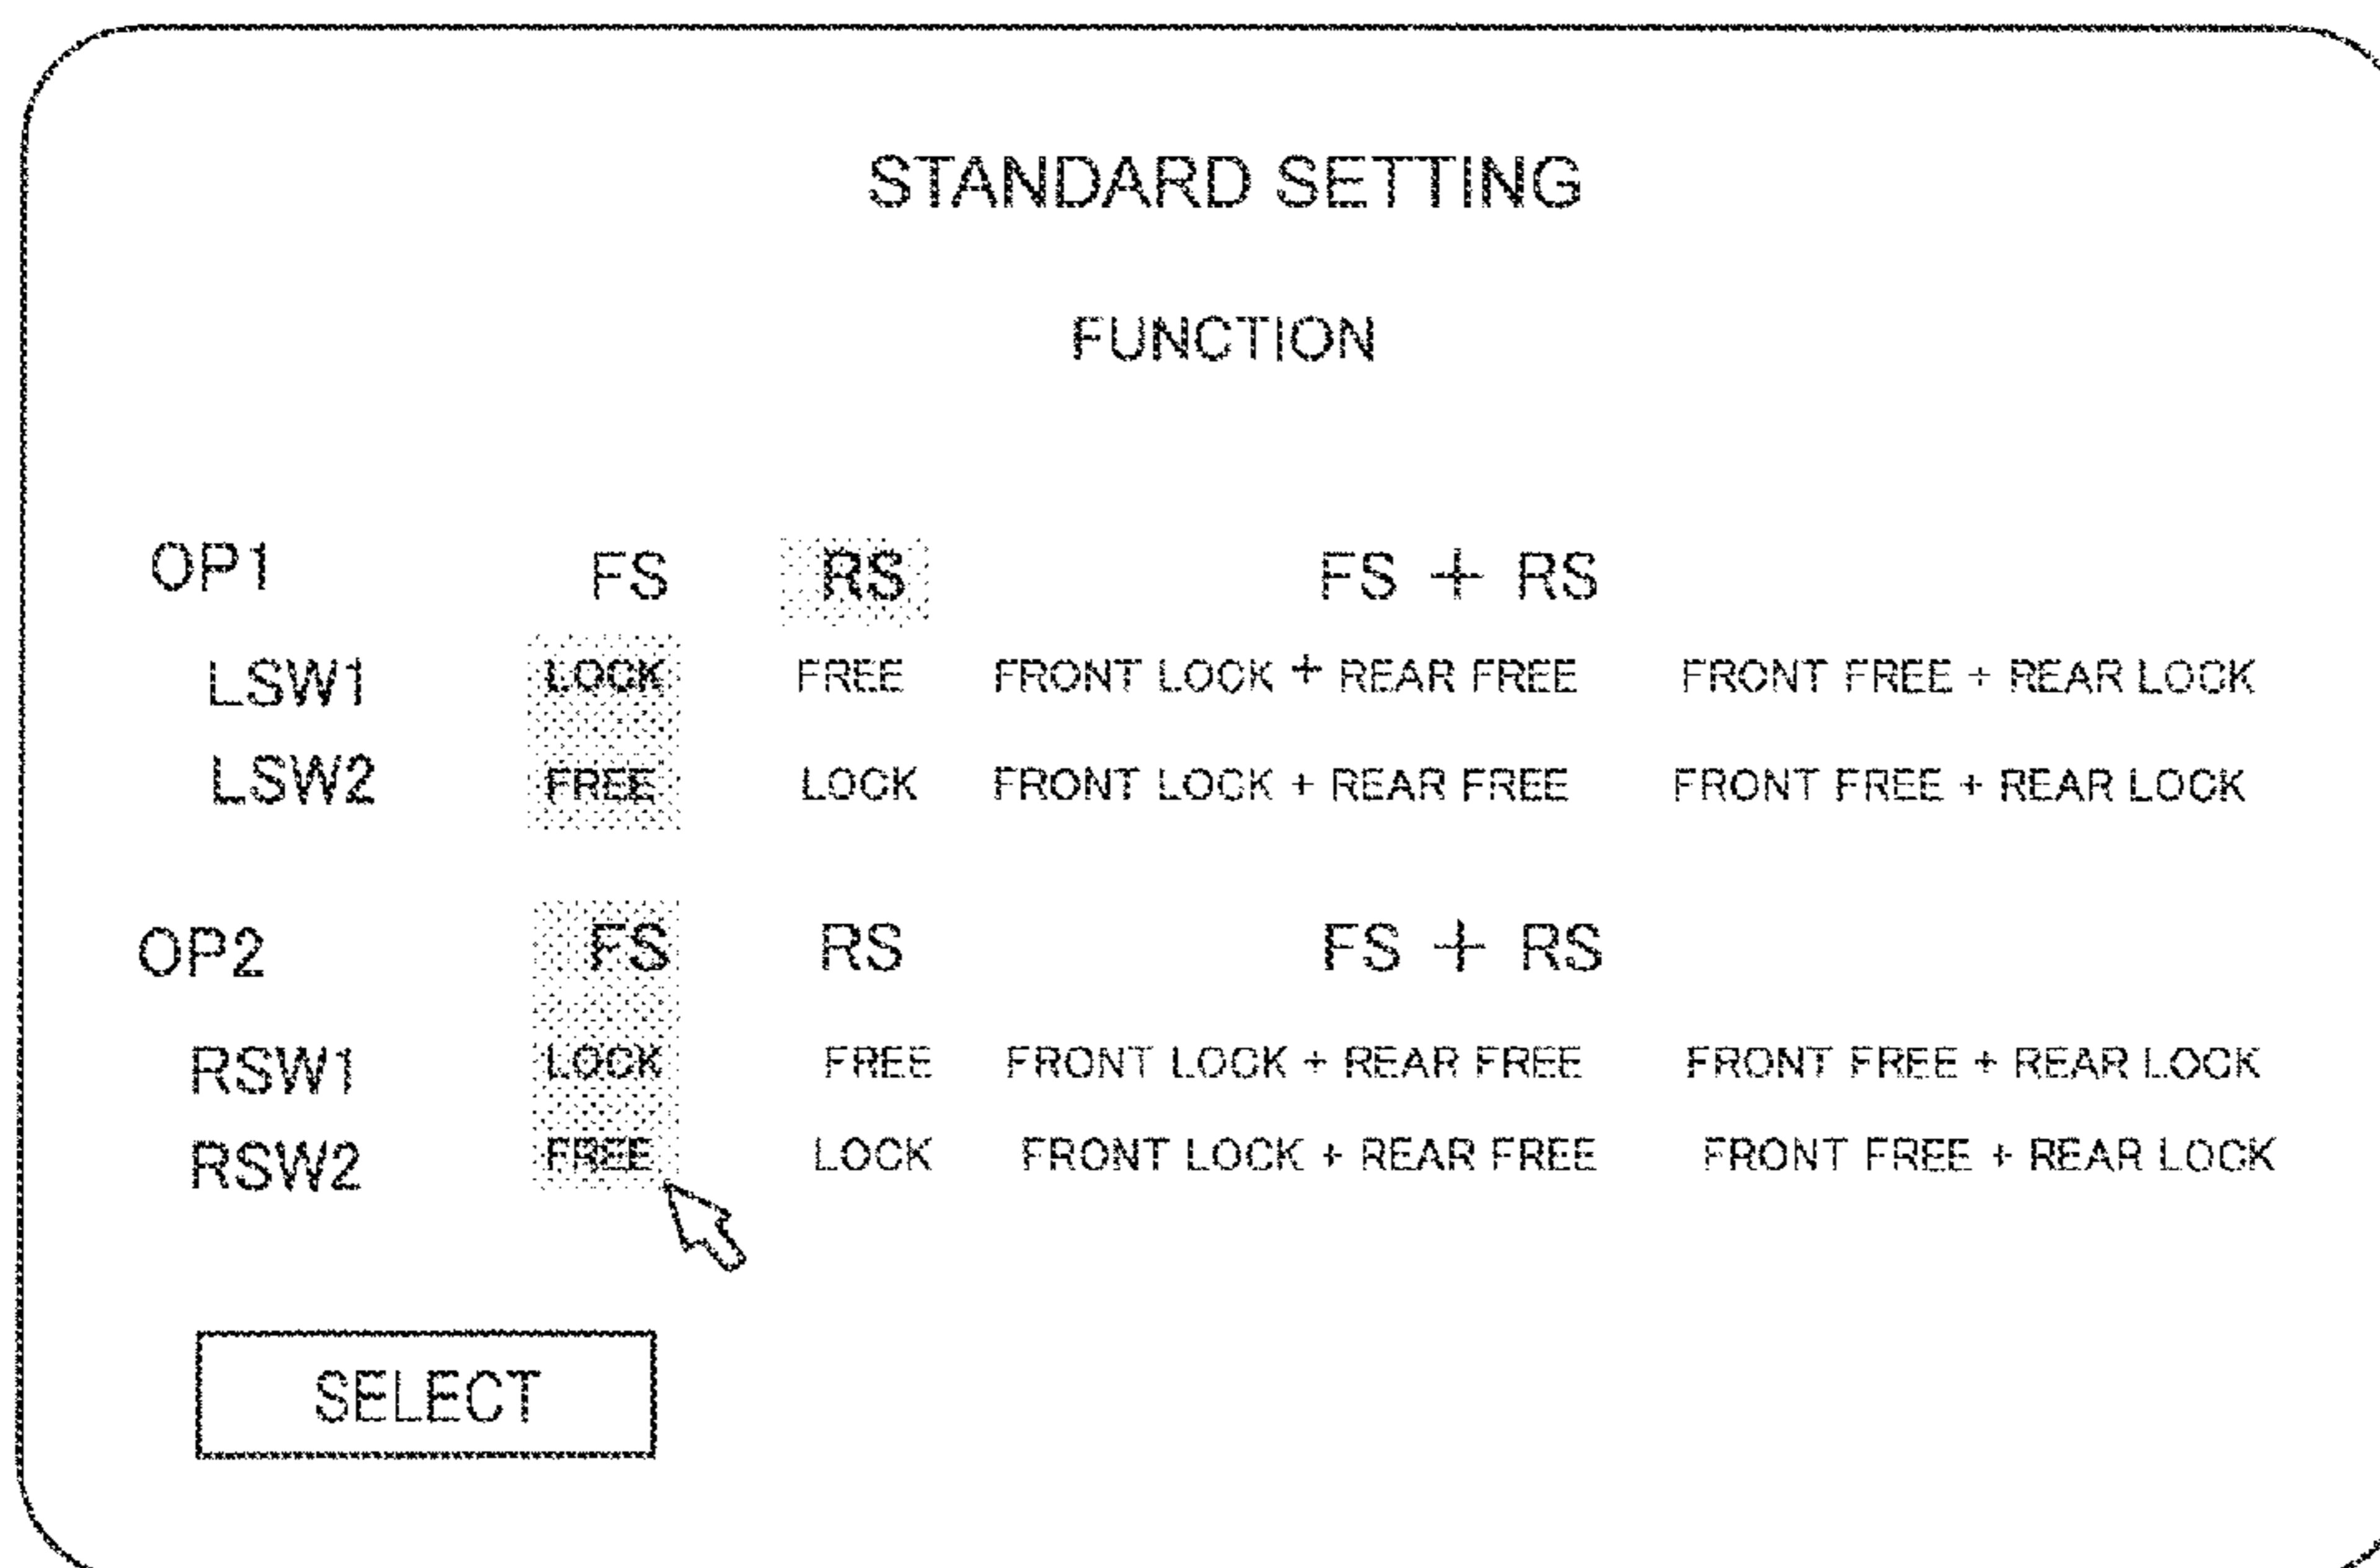 STANDARD SETTING
FUNCTION
OP1 FS RS FS + RS
LSW1 LOCK FREE FRONT LOCK + REAR FREE FRONT FREE + REAR LOCK
LSW2 FREE LOCK FRONT LOCK + REAR FREE FRONT FREE + REAR LOCK
OP2 FS RS FS + RS
RSW1 LOCK FREE FRONT LOCK + REAR FREE FRONT FREE + REAR LOCK
RSW2 FREE LOCK FRONT LOCK + REAR FREE FRONT FREE + REAR LOCK
SELECT